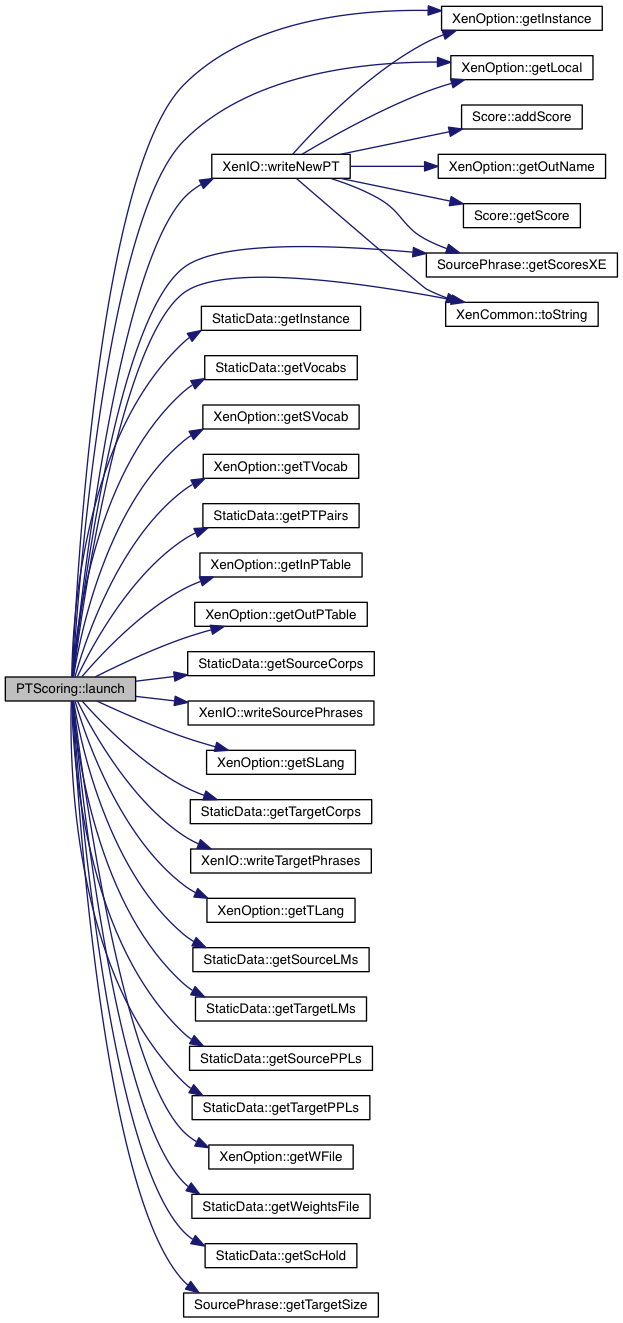 XenOption::getInstance
XenOption::getLocal
Score::addScore
XenIO::writeNewPT
XenOption::getOutName
Score::getScore
SourcePhrase::getScoresXE
XenCommon::toString
StaticData::getInstance
StaticData::getVocabs
XenOption::getSVocab
XenOption::getTVocab
StaticData::getPTPairs
XenOption::getInPTable
XenOption::getOutPTable
StaticData::getSourceCorps
PTScoring::launch
XenIO::writeSourcePhrases
XenOption::getSLang
StaticData::getTargetCorps
XenIO::writeTargetPhrases
XenOption::getTLang
StaticData::getSourceLMs
StaticData::getTargetLMs
StaticData::getSourcePPLs
StaticData::getTargetPPLs
XenOption::getWFile
StaticData::getWeightsFile
StaticData::getScHold
SourcePhrase::getTargetSize